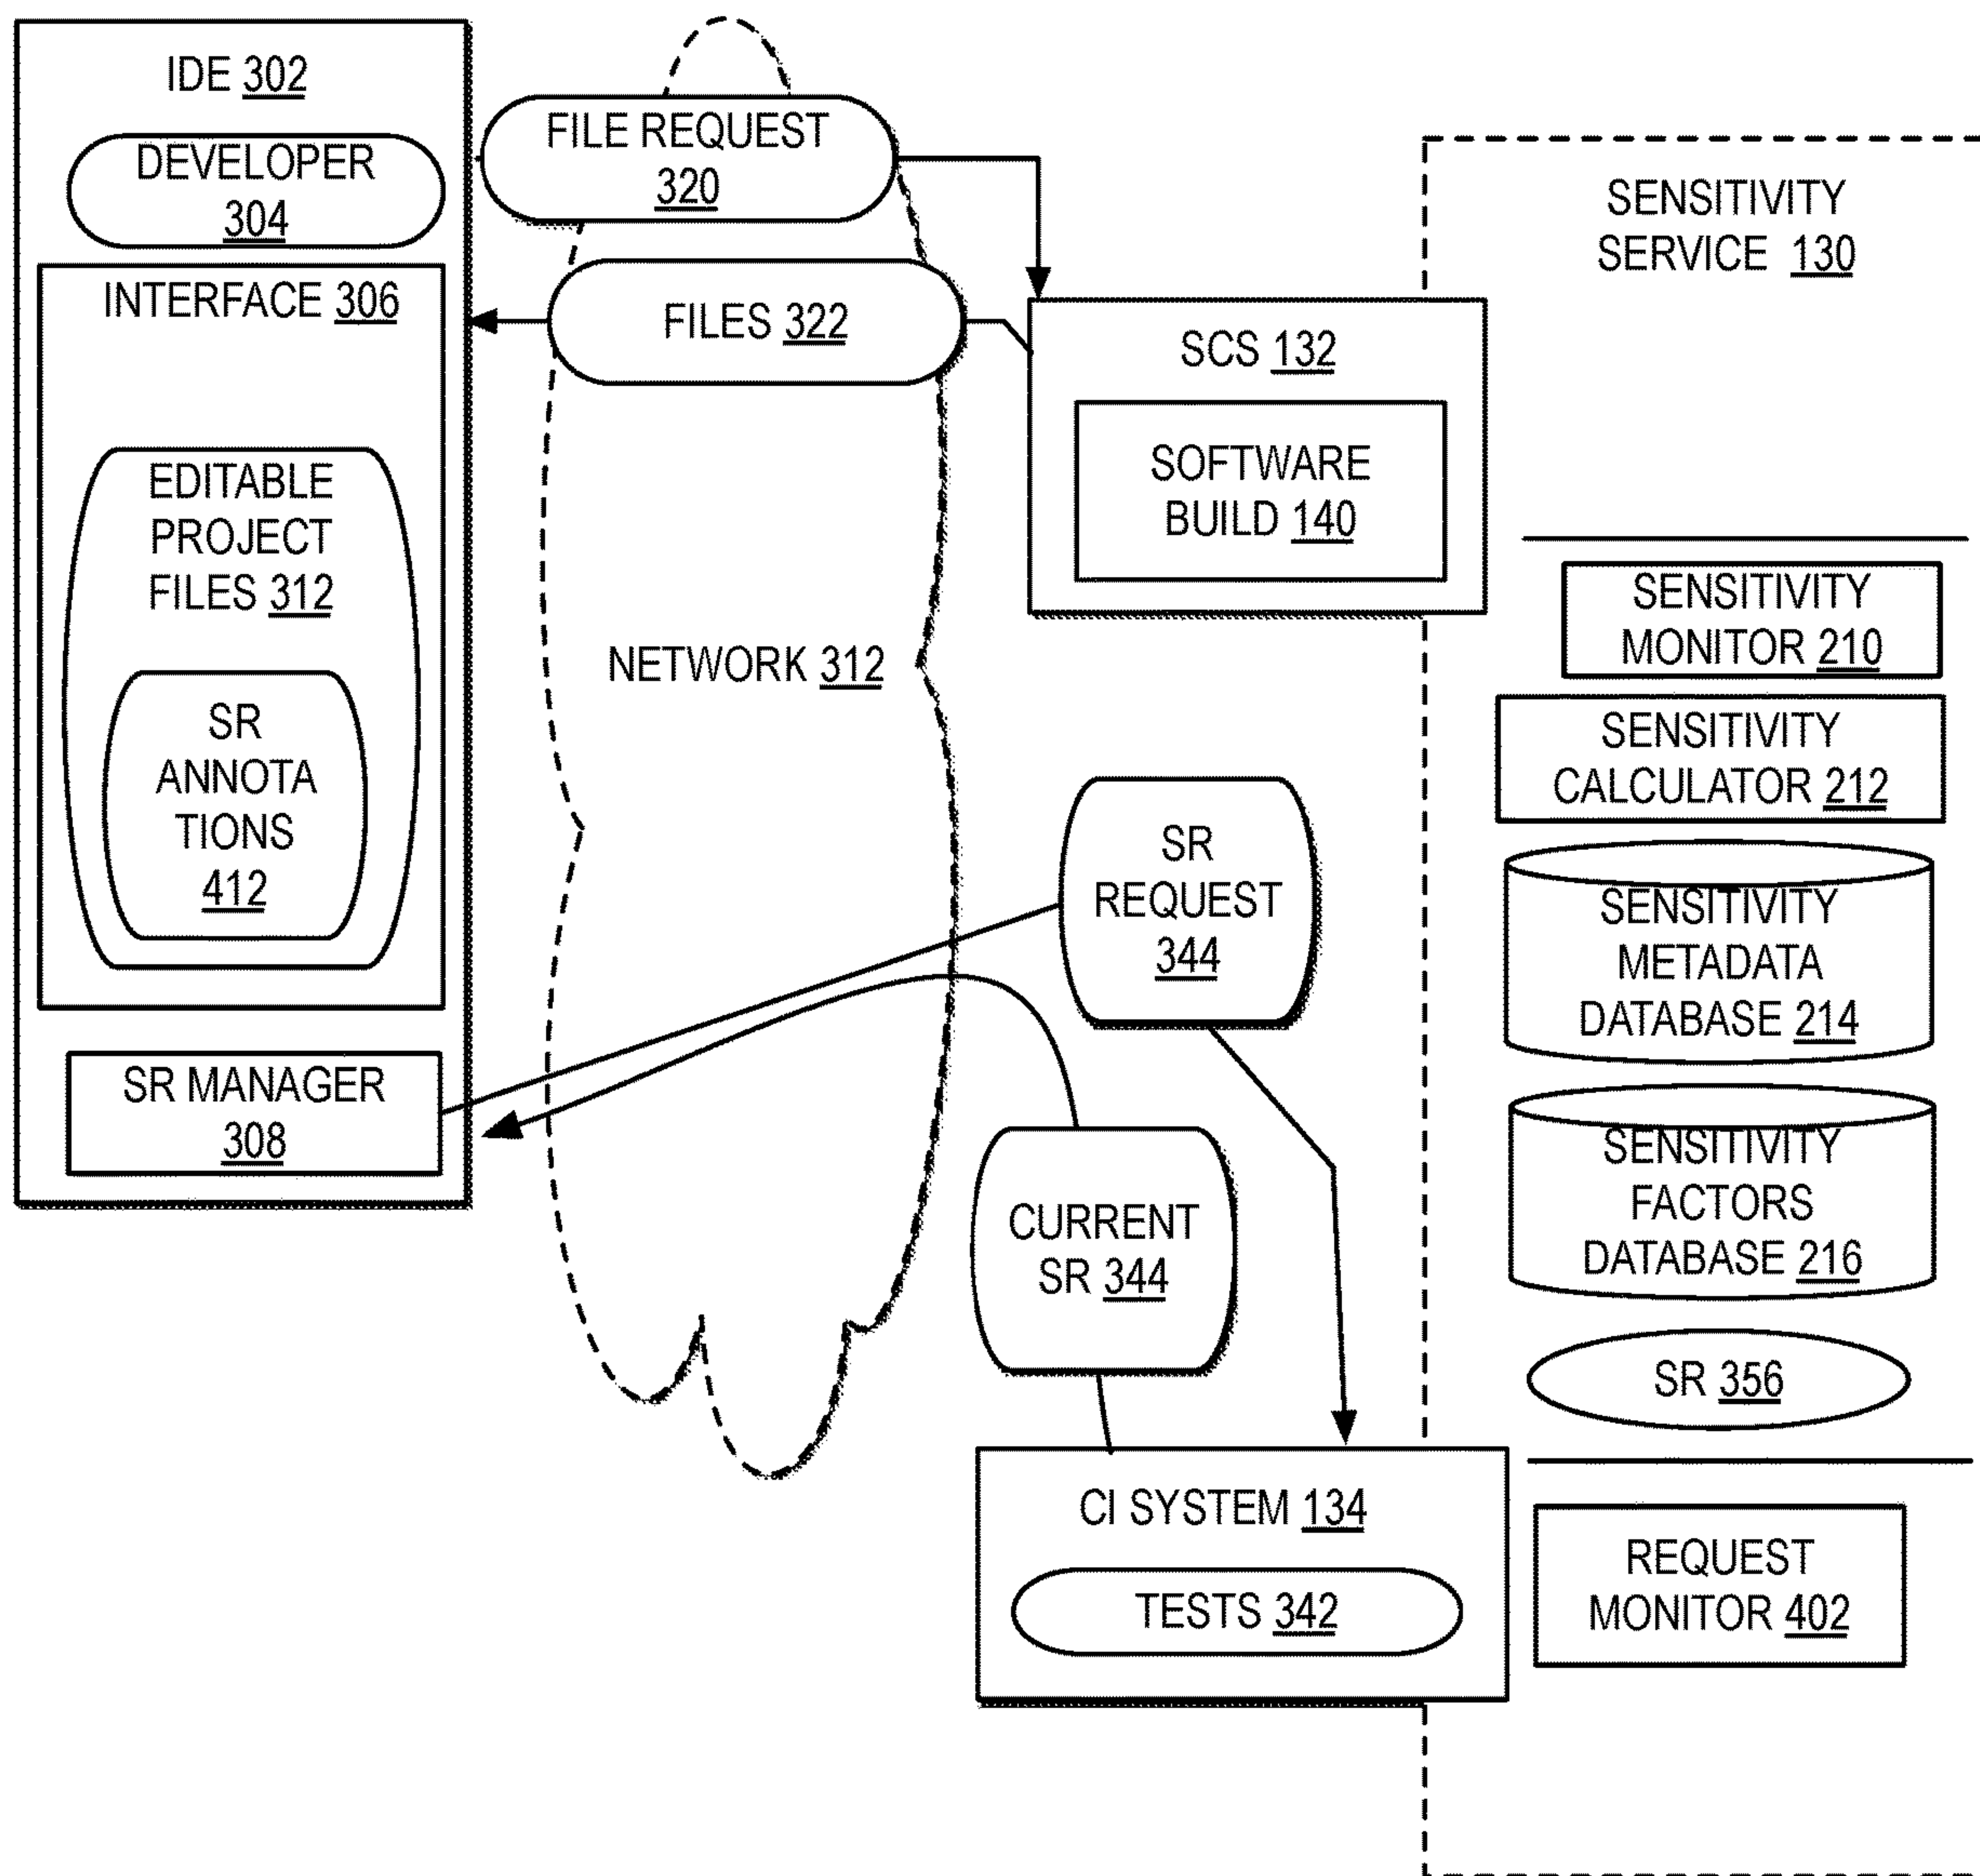 IDE 302
DEVELOPER
304
INTERFACE 306
EDITABLE
PROJECT
FILES 312
SR
ANNOTA
TIONS
412
SR MANAGER
308
FILE REQUEST
320
FILES 322
NETWORK 312
SCS 132
SOFTWARE
BUILD 140
SR
REQUEST
344
CURRENT
SR 344
CI SYSTEM 134
TESTS 342
SENSITIVITY
SERVICE 130
SENSITIVITY
MONITOR 210
SENSITIVITY
CALCULATOR 212
SENSITIVITY
METADATA
DATABASE 214
SENSITIVITY
FACTORS
DATABASE 216
SR 356
REQUEST
MONITOR 402